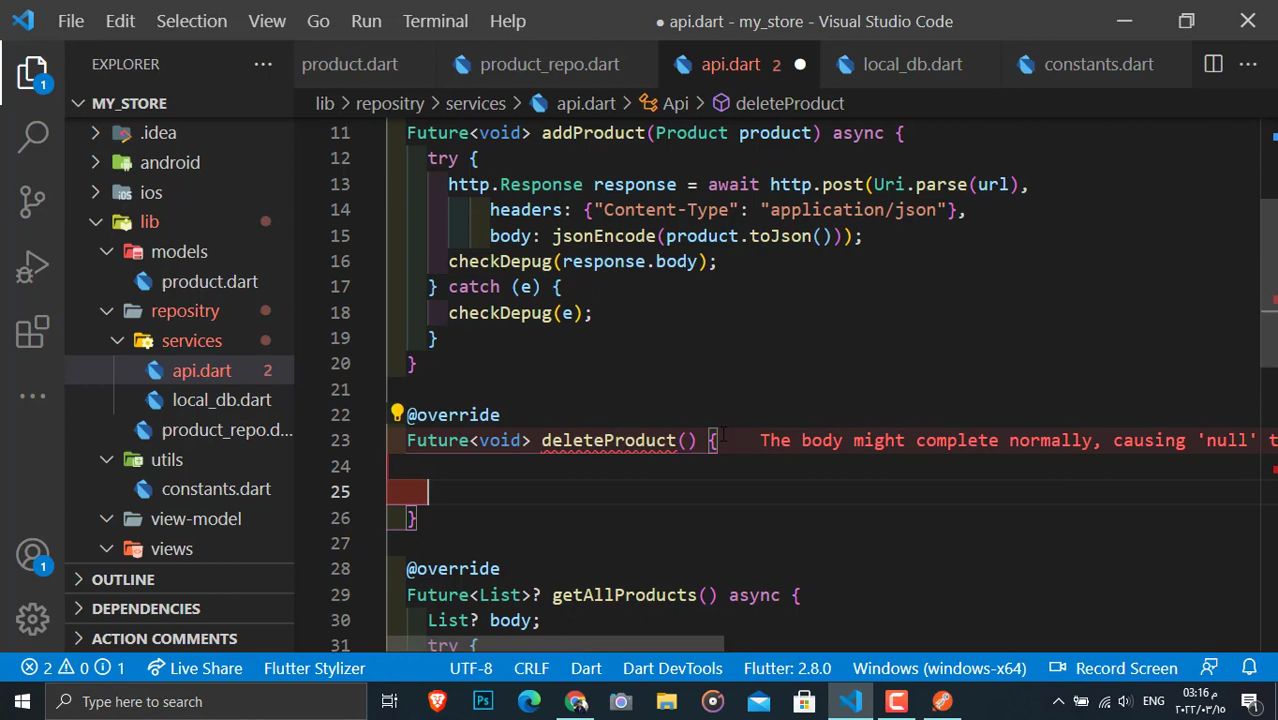 File Edit Selection View Go Run Terminal Help
● api.dart - my_store - Visual Studio Code
EXPLORER
product.dart
product_repo.dart
api.dart 2
local_db.dart
constants.dart
MY_STORE
lib > repositry > services > api.dart > Api > deleteProduct
.idea
android
ios
lib
models
product.dart
repositry
services
api.dart 2
local_db.dart
product_repo.d...
utils
constants.dart
view-model
views
OUTLINE
DEPENDENCIES
ACTION COMMENTS
1
1
11 Future<void> addProduct(Product product) async {
12 try {
13 http.Response response = await http.post(Uri.parse(url),
14 headers: {"Content-Type": "application/json"},
15 body: jsonEncode(product.toJson()));
16 checkDepug(response.body);
17 } catch (e) {
18 checkDepug(e);
19 }
20 }
21
22 @override
23 Future<void> deleteProduct() { The body might complete normally, causing 'null' t
24
25
26 }
27
28 @override
29 Future<List>? getAllProducts() async {
30 List? body;
31 try {
2 0 1 Live Share Flutter Stylizer UTF-8 CRLF Dart Dart DevTools Flutter: 2.8.0 Windows (windows-x64) Record Screen
Type here to search
Ps
C
ENG
03:16 م
٢٠٢٢/٠٣/١٥
1